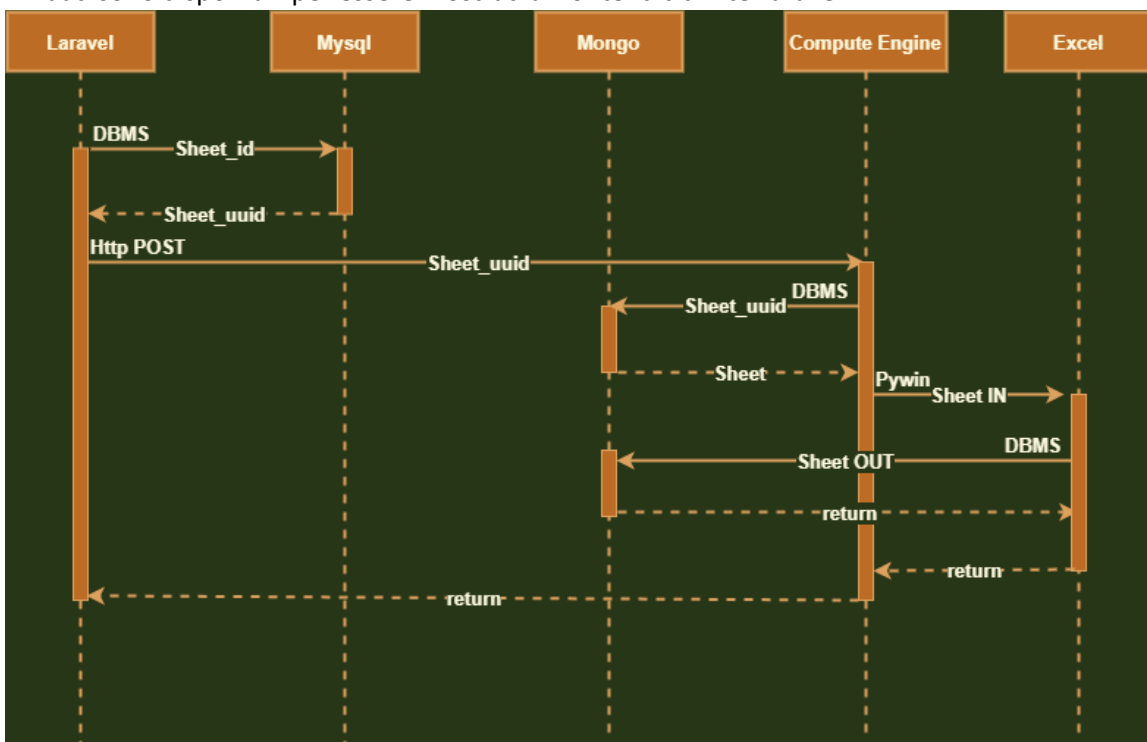 Laravel
Mysql
Mongo
Compute Engine
Excel
DBMS
Sheet_id
Sheet_uuid
Http POST
Sheet_uuid
DBMS
Sheet_uuid
Sheet
Pywin
Sheet IN
DBMS
Sheet OUT
return
return
return